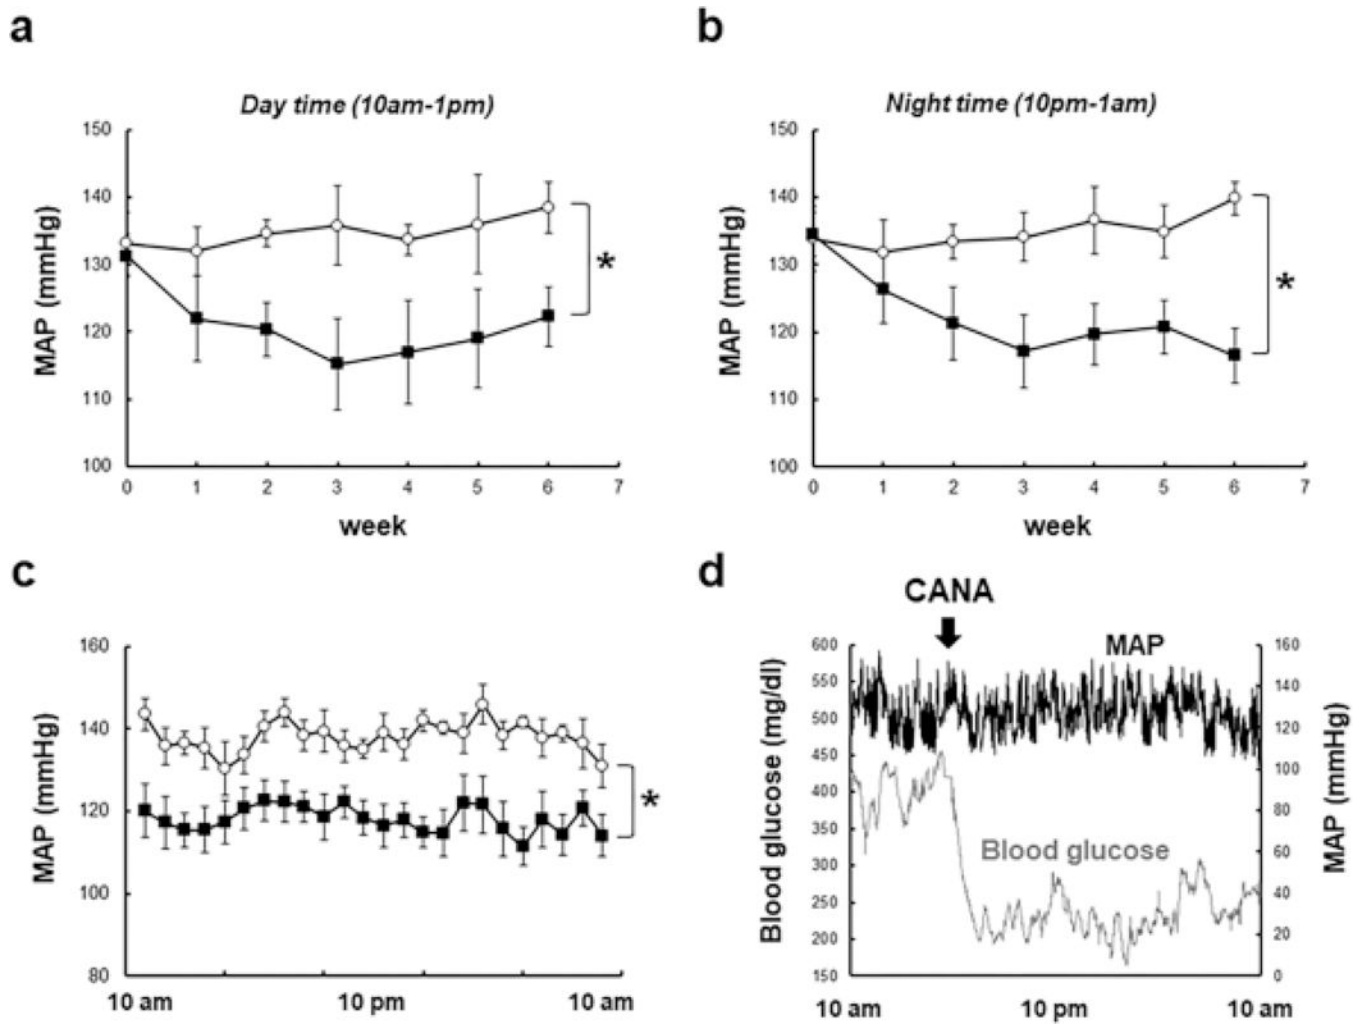 a
Day time (10am-1pm)
150
140
130
120
110
100
MAP (mmHg)
0 1 2 3 4 5 6 7
week
*
b
Night time (10pm-1am)
150
140
130
120
110
100
MAP (mmHg)
0 1 2 3 4 5 6 7
week
*
c
160
140
120
100
80
MAP (mmHg)
10 am 10 pm 10 am
*
d
CANA
MAP
Blood glucose
600
550
500
450
400
350
300
250
200
150
Blood glucose (mg/dl)
160
140
120
100
80
60
40
20
0
MAP (mmHg)
10 am 10 pm 10 am